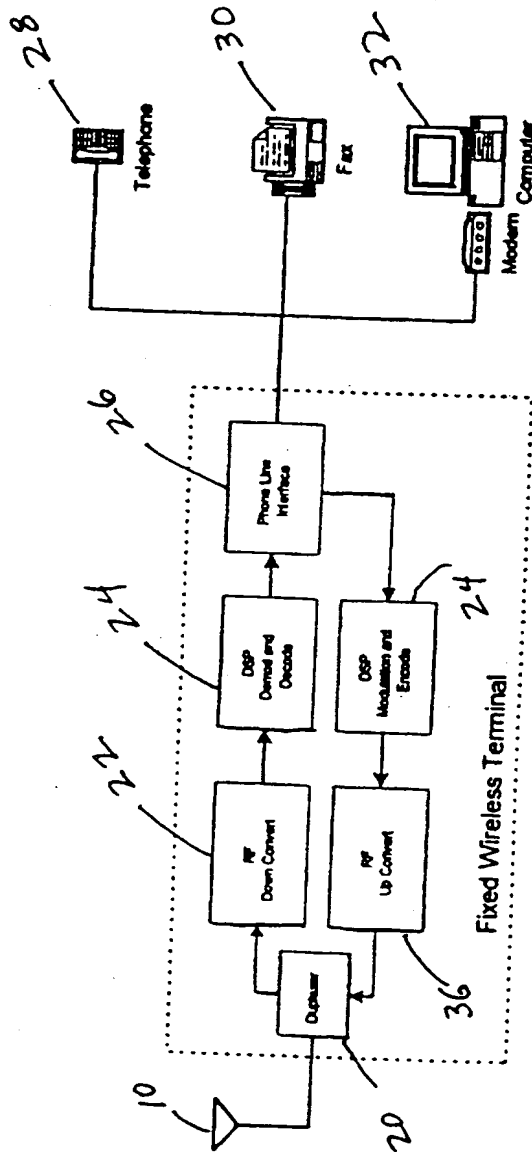 10
20
Duplexer
22
RF
Down Convert
24
DSP
Demod and
Decode
26
Phone Line
Interface
36
RF
Up Convert
24
DSP
Modulation and
Encode
Fixed Wireless Terminal
28
Telephone
30
Fax
32
Modem
Computer